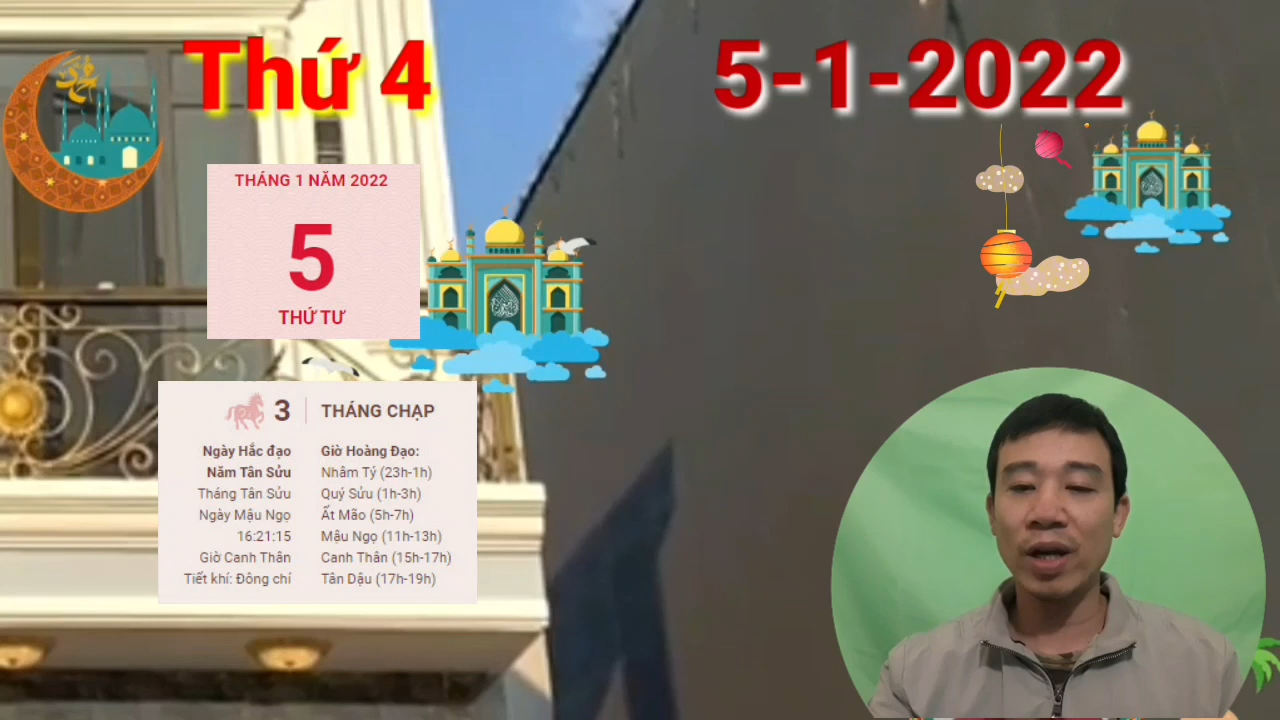 Thứ 4
5-1-2022
THÁNG 1 NĂM 2022
5
THỨ TƯ
3 THÁNG CHẠP
Ngày Hắc đạo
Năm Tân Sửu
Tháng Tân Sửu
Ngày Mậu Ngọ
16:21:15
Giờ Canh Thân
Tiết khí: Đông chí
Giờ Hoàng Đạo:
Nhâm Tý (23h-1h)
Quý Sửu (1h-3h)
Ất Mão (5h-7h)
Mậu Ngọ (11h-13h)
Canh Thân (15h-17h)
Tân Dậu (17h-19h)